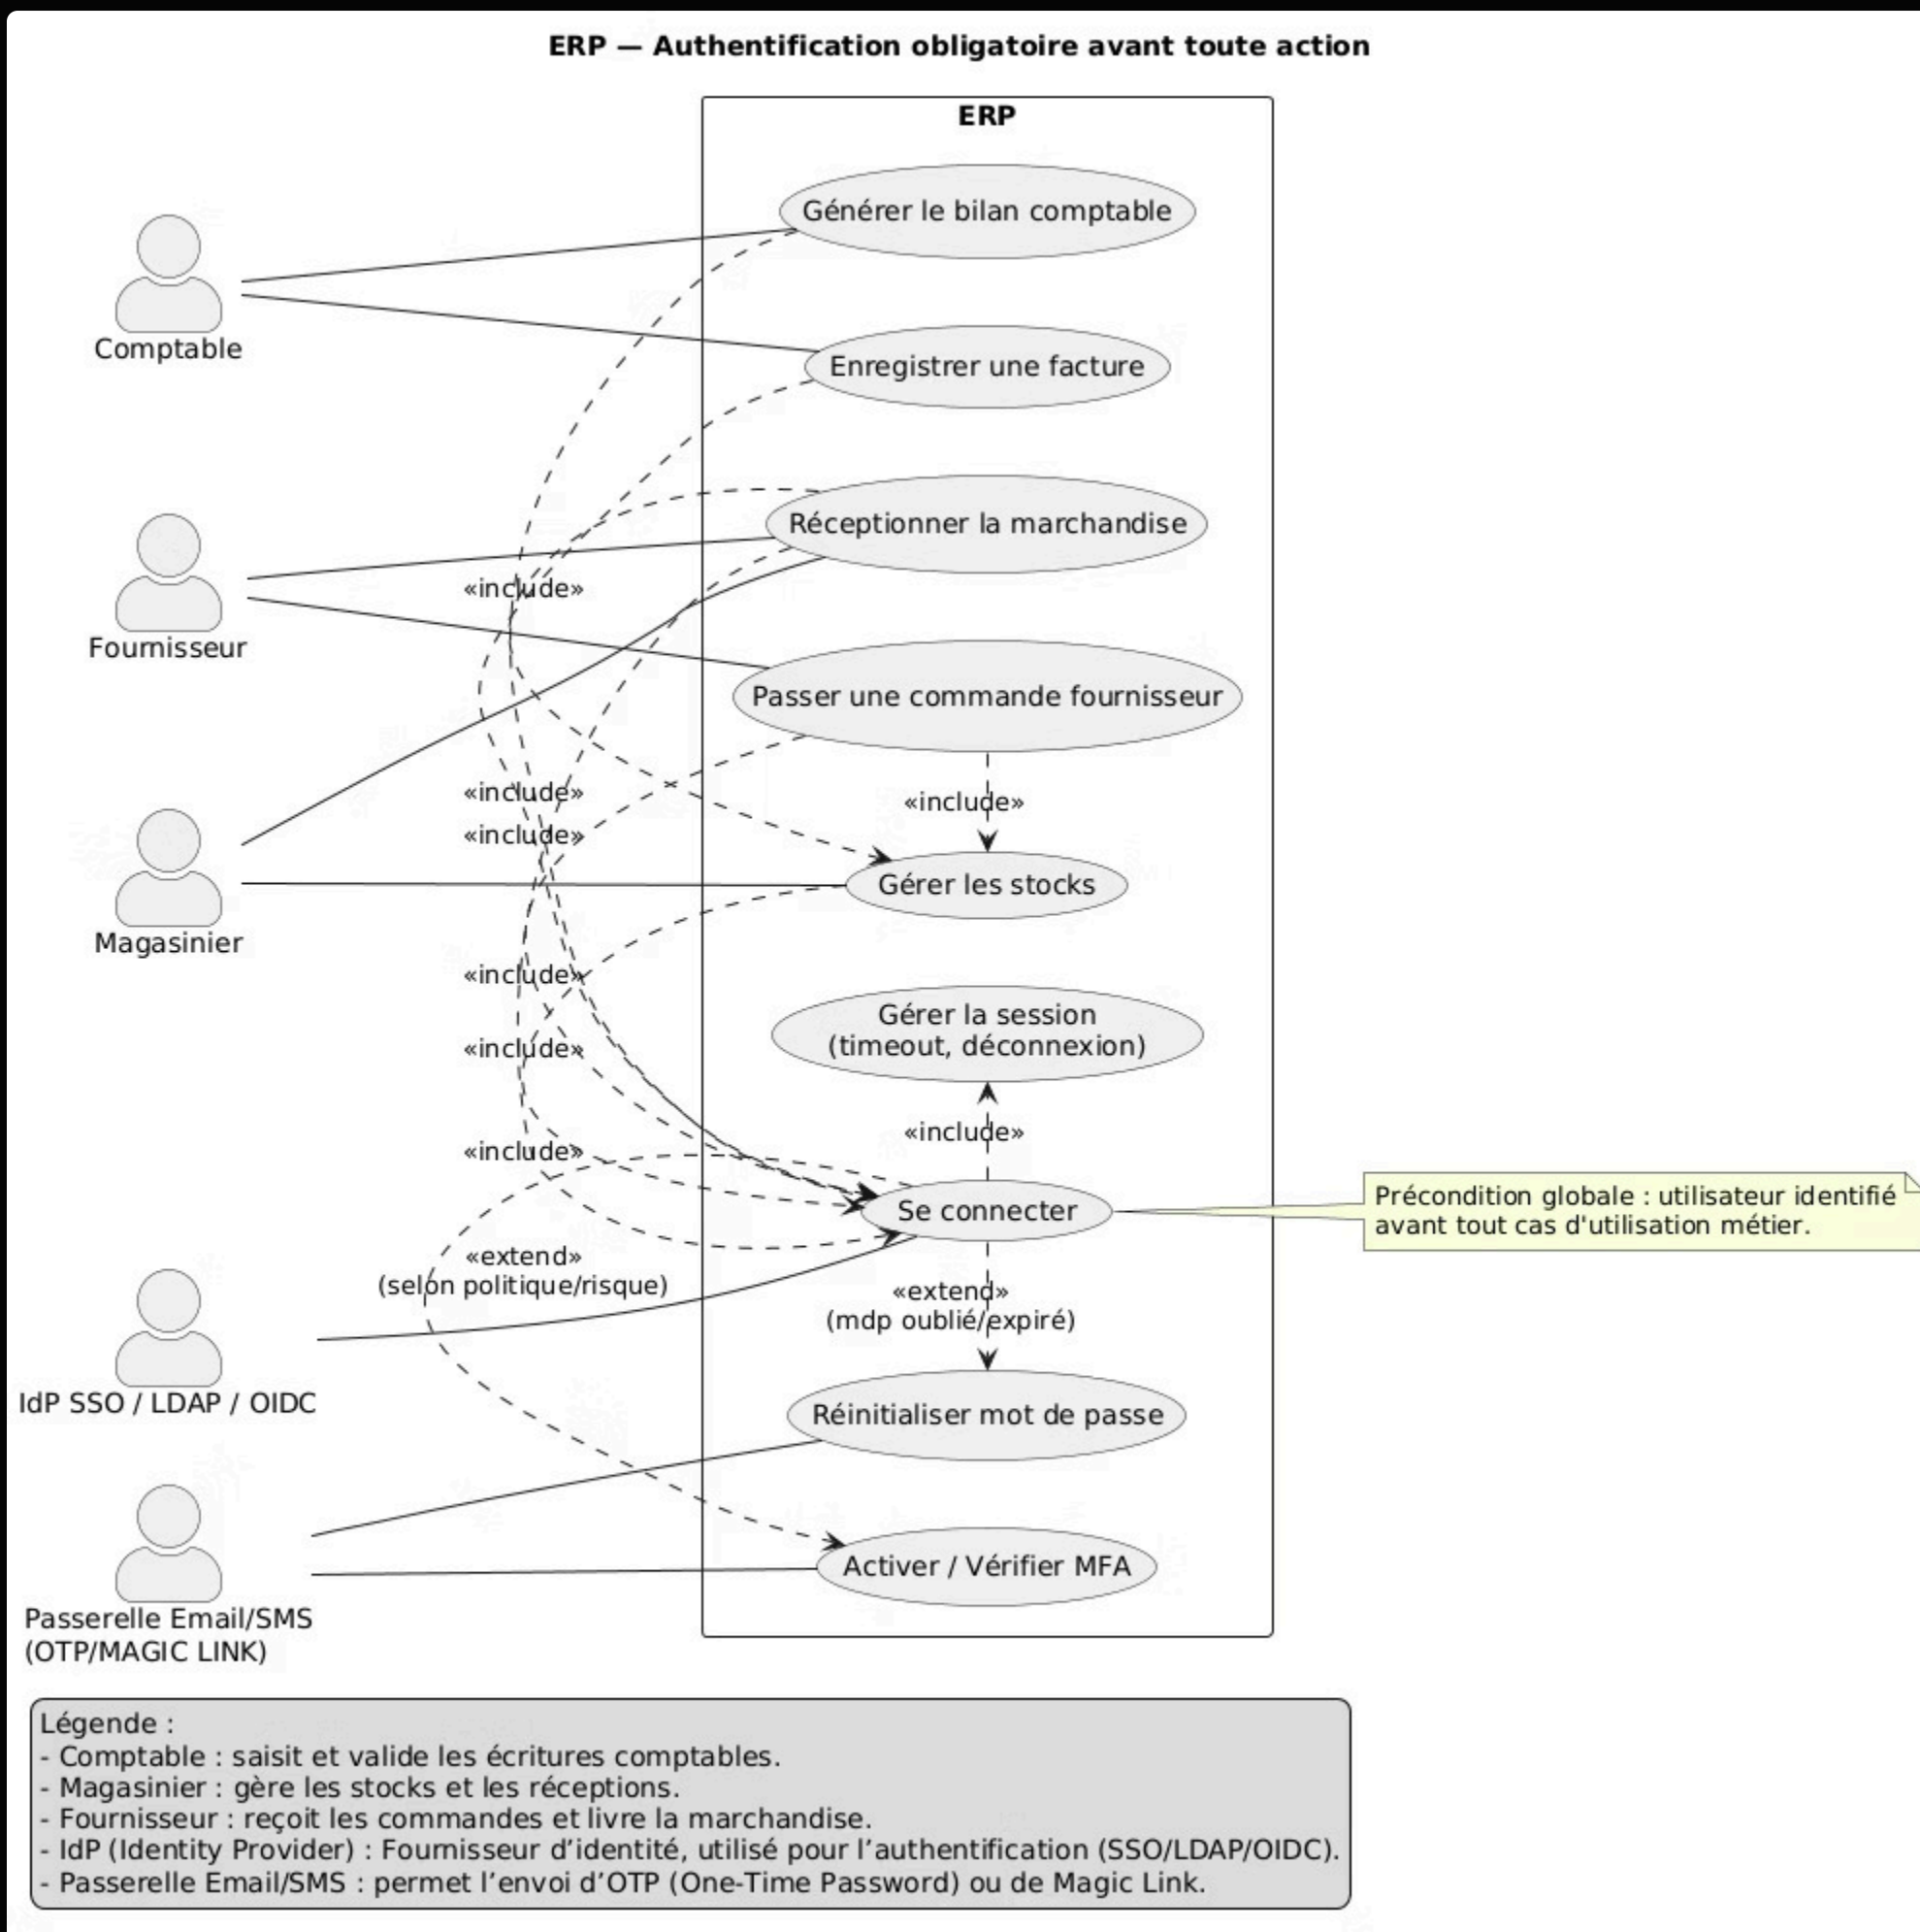 ERP — Authentification obligatoire avant toute action
ERP
Générer le bilan comptable
Comptable
Enregistrer une facture
Réceptionner la marchandise
«include»
Fournisseur
Passer une commande fournisseur
«include»
«include»
«include»
Gérer les stocks
Magasinier
«include»
Gérer la session
(timeout, déconnexion)
«include»
«include»
«include»
Se connecter
Précondition globale : utilisateur identifié
avant tout cas d'utilisation métier.
«extend»
(selon politique/risque)
«extend»
(mdp oublié/expiré)
IdP SSO / LDAP / OIDC
Réinitialiser mot de passe
Activer / Vérifier MFA
Passerelle Email/SMS
(OTP/MAGIC LINK)
Légende :
- Comptable : saisit et valide les écritures comptables.
- Magasinier : gère les stocks et les réceptions.
- Fournisseur : reçoit les commandes et livre la marchandise.
- IdP (Identity Provider) : Fournisseur d’identité, utilisé pour l’authentification (SSO/LDAP/OIDC).
- Passerelle Email/SMS : permet l’envoi d’OTP (One-Time Password) ou de Magic Link.